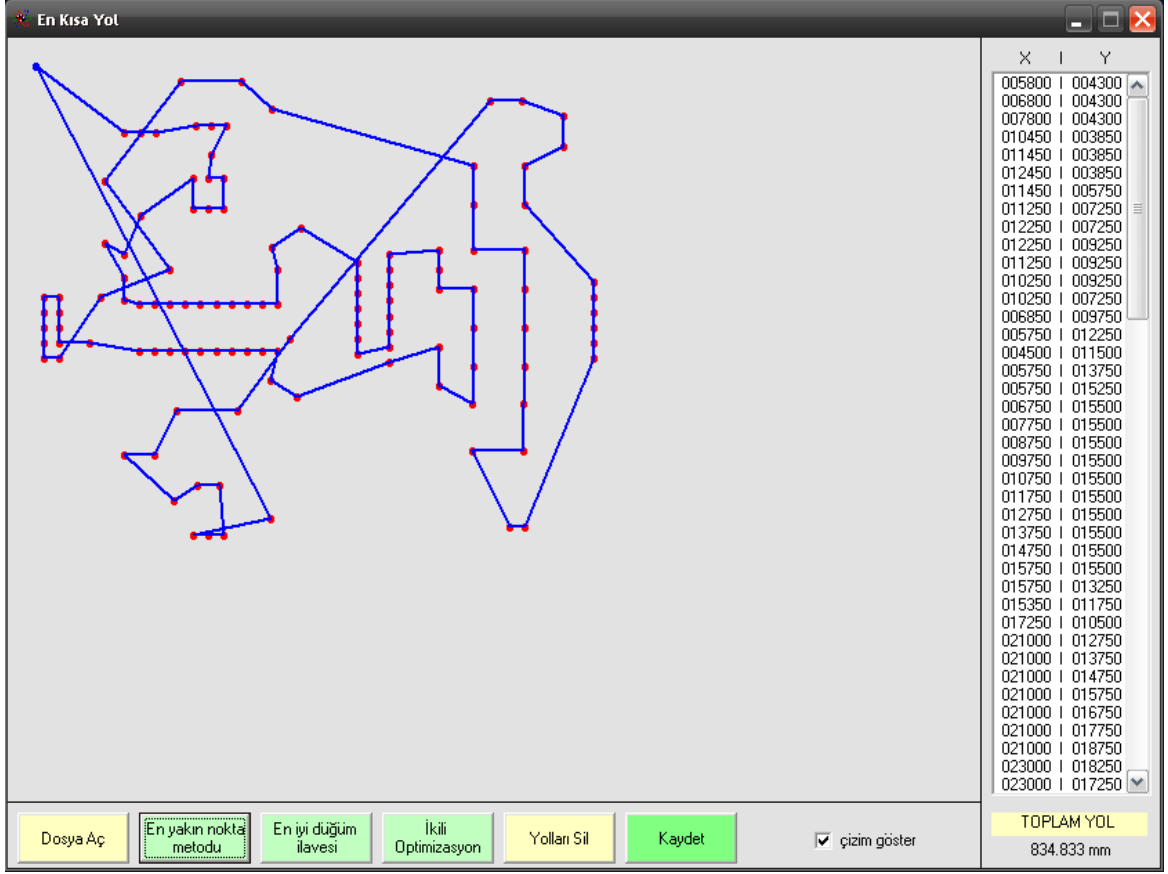 En Kısa Yol
X | Y
005800 | 004300
006800 | 004300
007800 | 004300
010450 | 003850
011450 | 003850
012450 | 003850
011450 | 005750
011250 | 007250
012250 | 007250
012250 | 009250
011250 | 009250
010250 | 009250
010250 | 007250
006850 | 009750
005750 | 012250
004500 | 011500
005750 | 013750
005750 | 015250
006750 | 015500
007750 | 015500
008750 | 015500
009750 | 015500
010750 | 015500
011750 | 015500
012750 | 015500
013750 | 015500
014750 | 015500
015750 | 015500
015750 | 013250
015350 | 011750
017250 | 010500
021000 | 012750
021000 | 013750
021000 | 014750
021000 | 015750
021000 | 016750
021000 | 017750
021000 | 018750
023000 | 018250
023000 | 017250
TOPLAM YOL
834.833 mm
Dosya Aç
En yakın nokta
metodu
En iyi düğüm
ilavesi
İkili
Optimizasyon
Yolları Sil
Kaydet
çizim göster